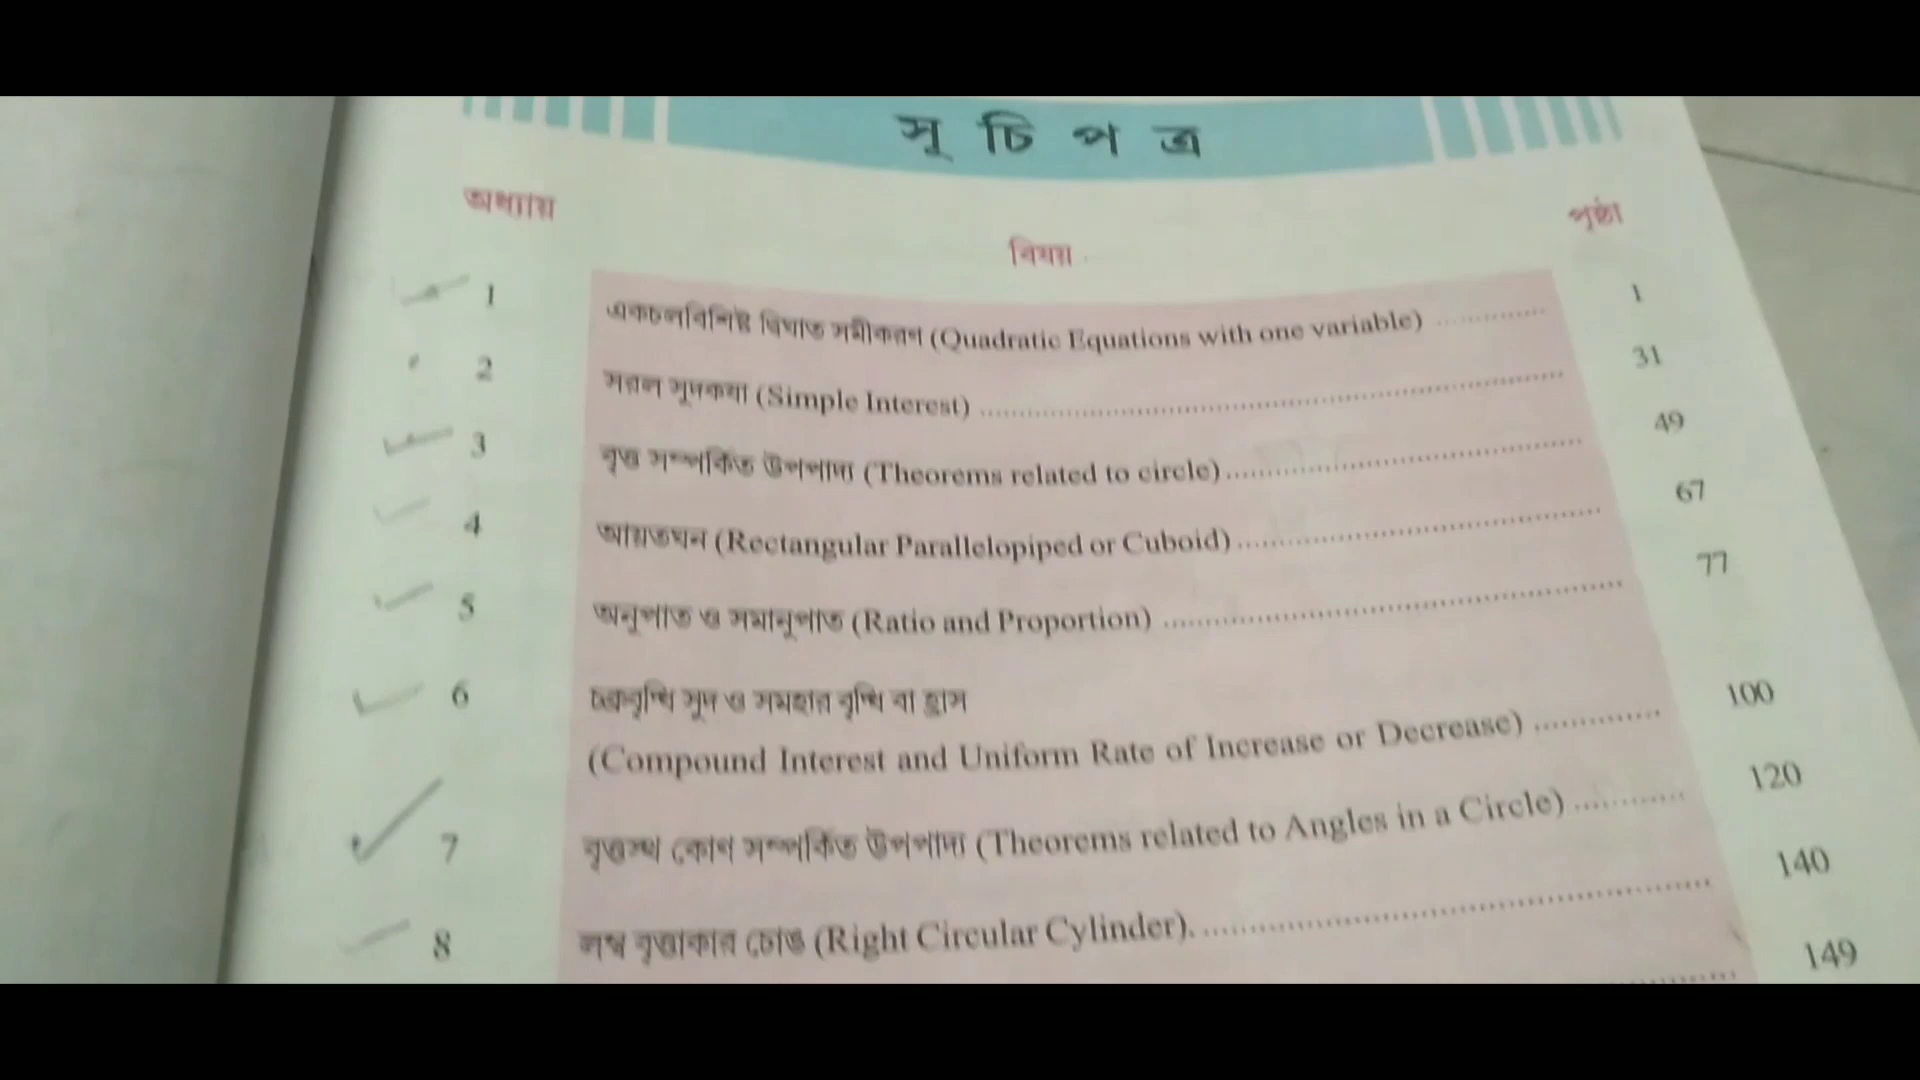 সূচিপত্র
অধ্যায় বিষয় পৃষ্ঠা
1 একচলবিশিষ্ট দ্বিঘাত সমীকরণ (Quadratic Equations with one variable) .............. 1
2 সরল সুদকষা (Simple Interest) .............. 31
3 বৃত্ত সম্পর্কিত উপপাদ্য (Theorems related to circle) .............. 49
4 আয়তঘন (Rectangular Parallelopiped or Cuboid) .............. 67
5 অনুপাত ও সমানুপাত (Ratio and Proportion) .............. 77
6 চক্রবৃদ্ধি সুদ ও সমহার বৃদ্ধি বা হ্রাস
(Compound Interest and Uniform Rate of Increase or Decrease) .............. 100
7 বৃত্তস্থ কোণ সম্পর্কিত উপপাদ্য (Theorems related to Angles in a Circle) .............. 120
8 লম্ব বৃত্তাকার চোঙ (Right Circular Cylinder). .............. 140
149